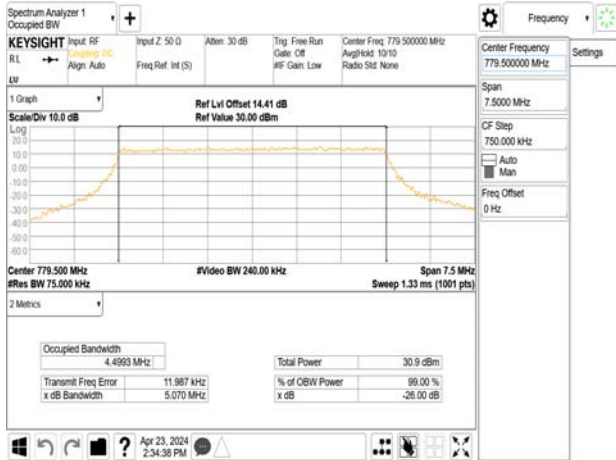 Spectrum Analyzer 1
Occupied BW
Frequency
KEYSIGHT
Input: RF
Coupling: DC
Align: Auto
Input Z: 50 Ω
Freq Ref: Int (S)
Atten: 30 dB
Trig: Free Run
Gate: Off
#IF Gain: Low
Center Freq: 779.500000 MHz
Avg|Hold: 10/10
Radio Std: None
RL
LXI
Center Frequency
779.500000 MHz
Settings
Span
7.5000 MHz
CF Step
750.000 kHz
Auto
Man
Freq Offset
0 Hz
1 Graph
Scale/Div 10.0 dB
Ref Lvl Offset 14.41 dB
Ref Value 30.00 dBm
Log
20.0
10.0
0.00
-10.0
-20.0
-30.0
-40.0
-50.0
-60.0
Center 779.500 MHz
#Res BW 75.000 kHz
#Video BW 240.00 kHz
Span 7.5 MHz
Sweep 1.33 ms (1001 pts)
2 Metrics
Occupied Bandwidth
4.4993 MHz
Total Power 30.9 dBm
Transmit Freq Error 11.987 kHz
% of OBW Power 99.00 %
x dB Bandwidth 5.070 MHz
x dB -26.00 dB
Apr 23, 2024
2:34:38 PM